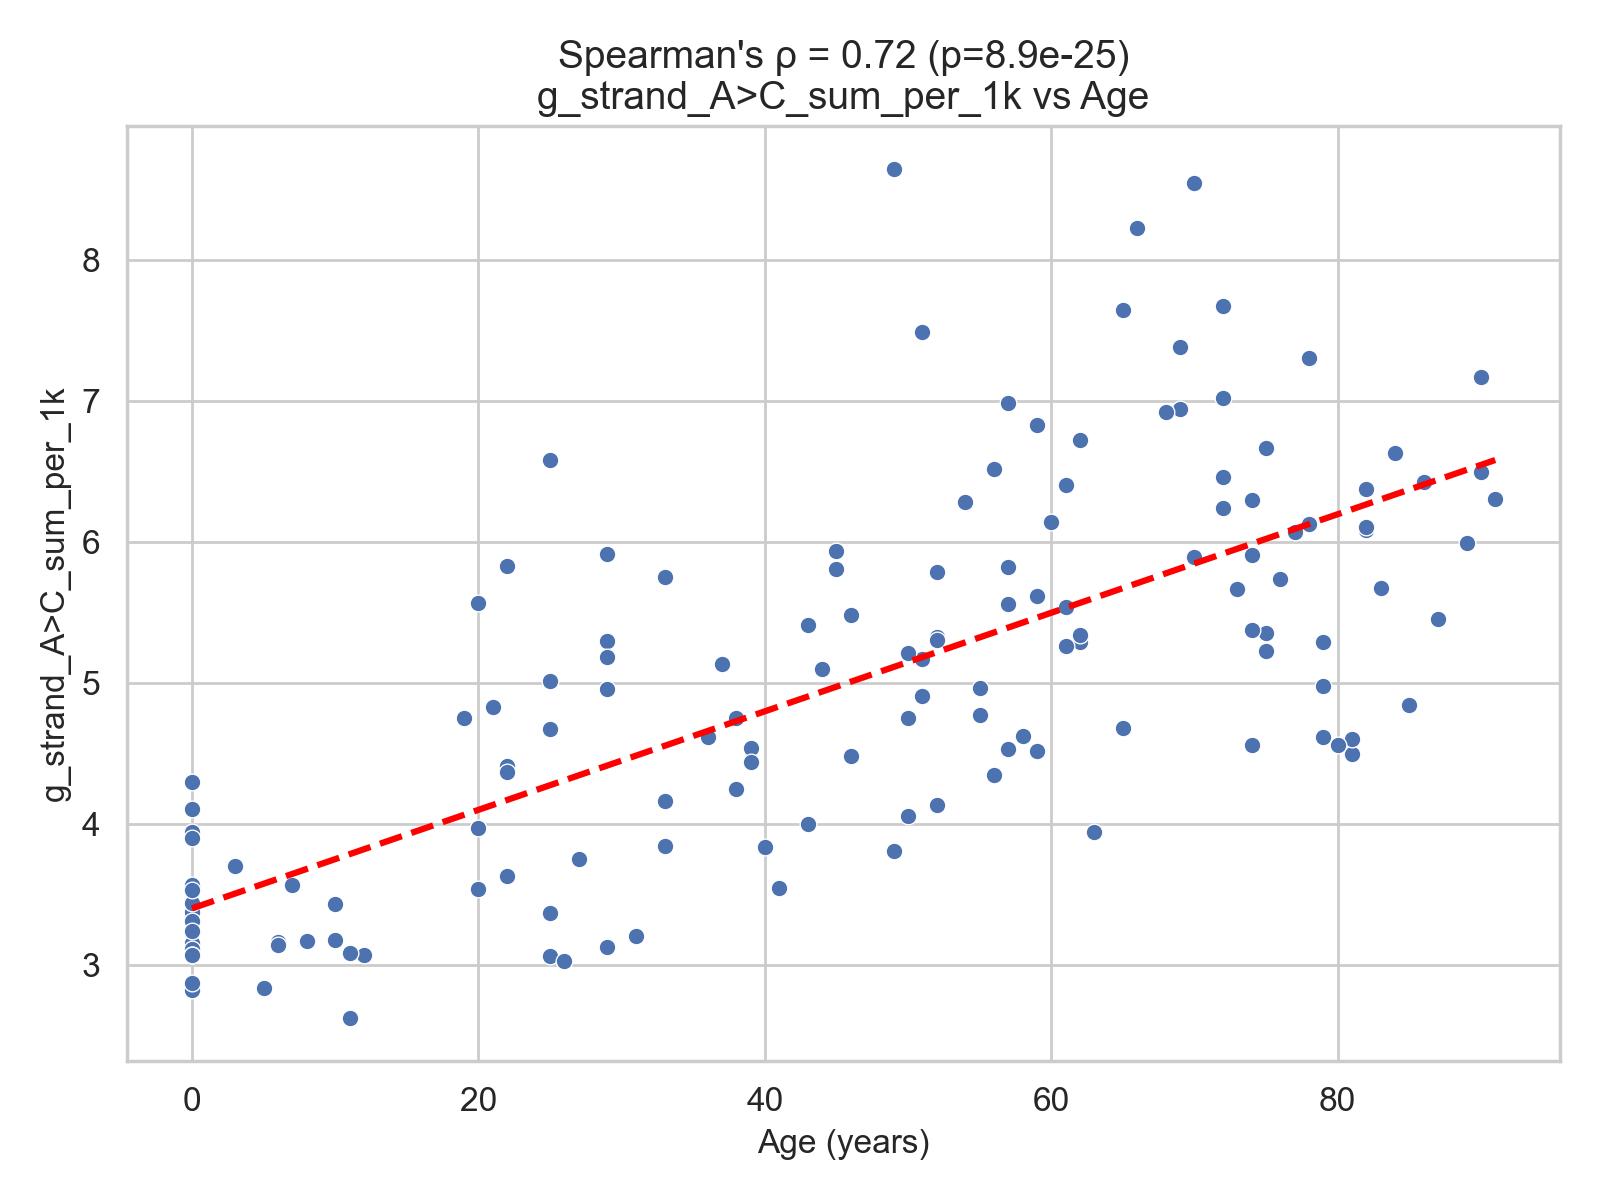 Spearman's ρ = 0.72 (p=8.9e-25)
g_strand_A>C_sum_per_1k vs Age
g_strand_A>C_sum_per_1k
8
7
6
5
4
3
0 20 40 60 80
Age (years)